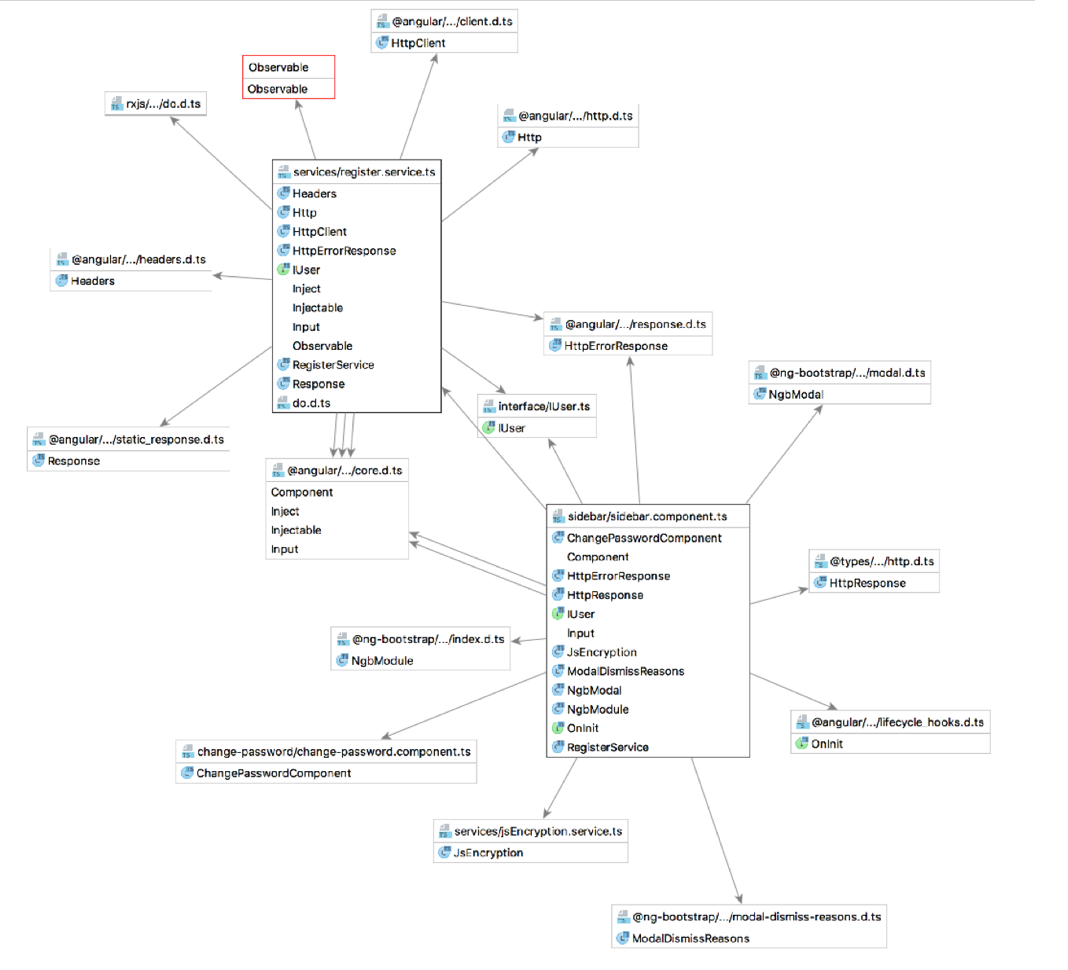 @angular/.../client.d.ts
HttpClient
Observable
Observable
rxjs/.../do.d.ts
@angular/.../http.d.ts
Http
services/register.service.ts
Headers
Http
HttpClient
HttpErrorResponse
IUser
Inject
Injectable
Input
Observable
RegisterService
Response
do.d.ts
@angular/.../headers.d.ts
Headers
@angular/.../response.d.ts
HttpErrorResponse
@ng-bootstrap/.../modal.d.ts
NgbModal
interface/IUser.ts
IUser
@angular/.../static_response.d.ts
Response
@angular/.../core.d.ts
Component
Inject
Injectable
Input
sidebar/sidebar.component.ts
ChangePasswordComponent
Component
HttpErrorResponse
HttpResponse
IUser
Input
JsEncryption
ModalDismissReasons
NgbModal
NgbModule
OnInit
RegisterService
@types/.../http.d.ts
HttpResponse
@ng-bootstrap/.../index.d.ts
NgbModule
@angular/.../lifecycle_hooks.d.ts
OnInit
change-password/change-password.component.ts
ChangePasswordComponent
services/jsEncryption.service.ts
JsEncryption
@ng-bootstrap/.../modal-dismiss-reasons.d.ts
ModalDismissReasons